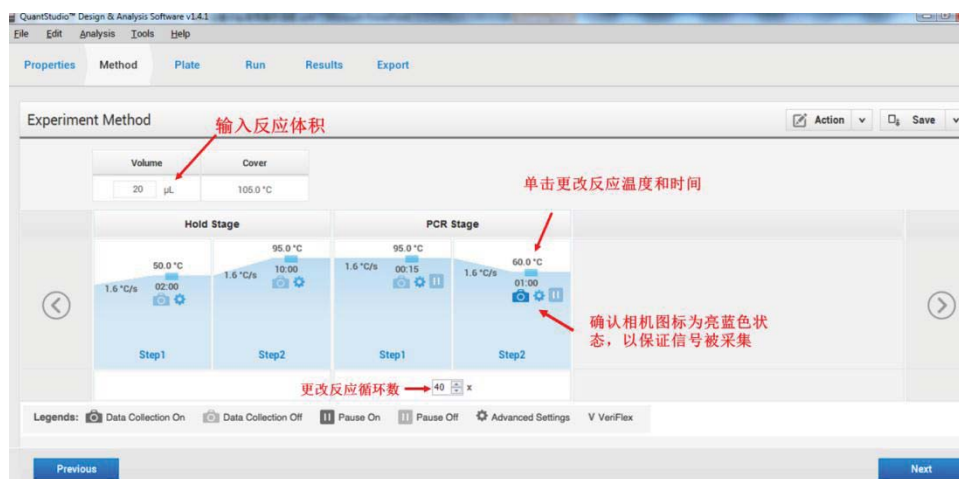 QuantStudio™ Design & Analysis Software v1.4.1
File Edit Analysis Tools Help
Properties Method Plate Run Results Export
Experiment Method
输入反应体积
Action
Save
Volume Cover
20 µL 105.0 °C
单击更改反应温度和时间
Hold Stage PCR Stage
50.0 °C 95.0 °C 95.0 °C 60.0 °C
1.6 °C/s 02:00 1.6 °C/s 10:00 1.6 °C/s 00:15 1.6 °C/s 01:00
确认相机图标为亮蓝色状
态，以保证信号被采集
Step1 Step2 Step1 Step2
更改反应循环数 40 x
Legends: Data Collection On Data Collection Off Pause On Pause Off Advanced Settings V VeriFlex
Previous Next